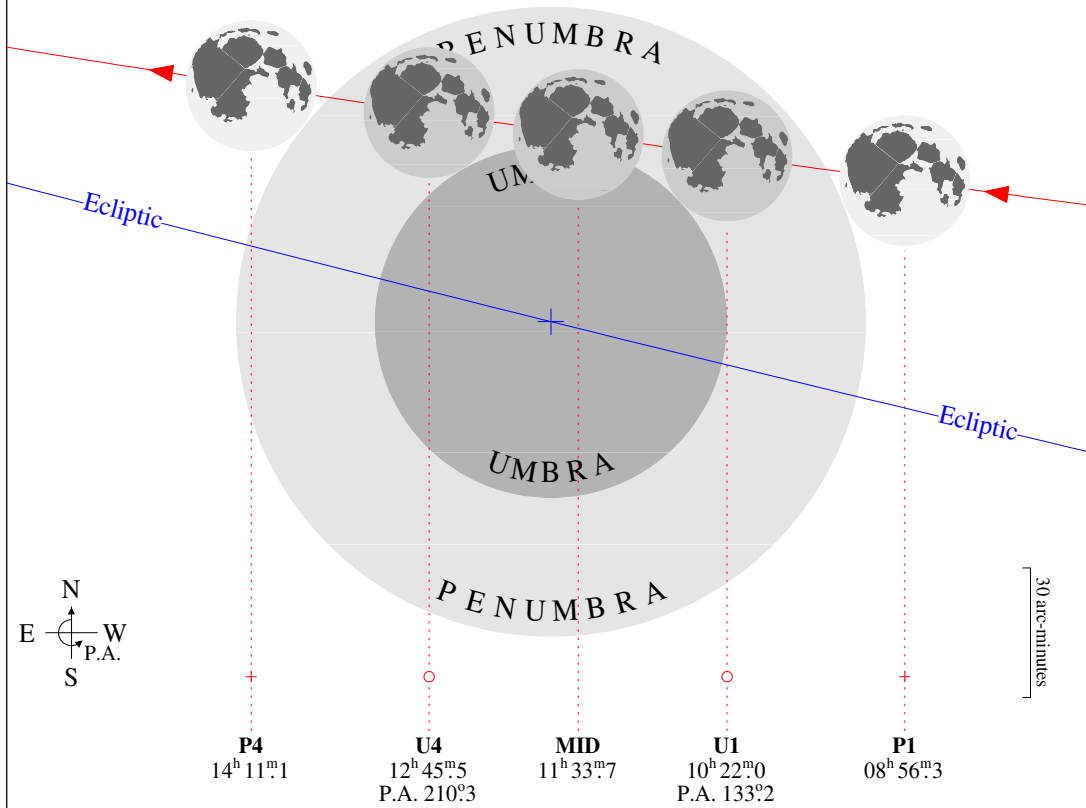 PENUMBRA
UMBRA
Ecliptic
Ecliptic
UMBRA
PENUMBRA
N
E W
P.A.
S
30 arc-minutes
P4
14ʰ 11ᵐ.1
U4
12ʰ 45ᵐ.5
P.A. 210°.3
MID
11ʰ 33ᵐ.7
U1
10ʰ 22ᵐ.0
P.A. 133°.2
P1
08ʰ 56ᵐ.3